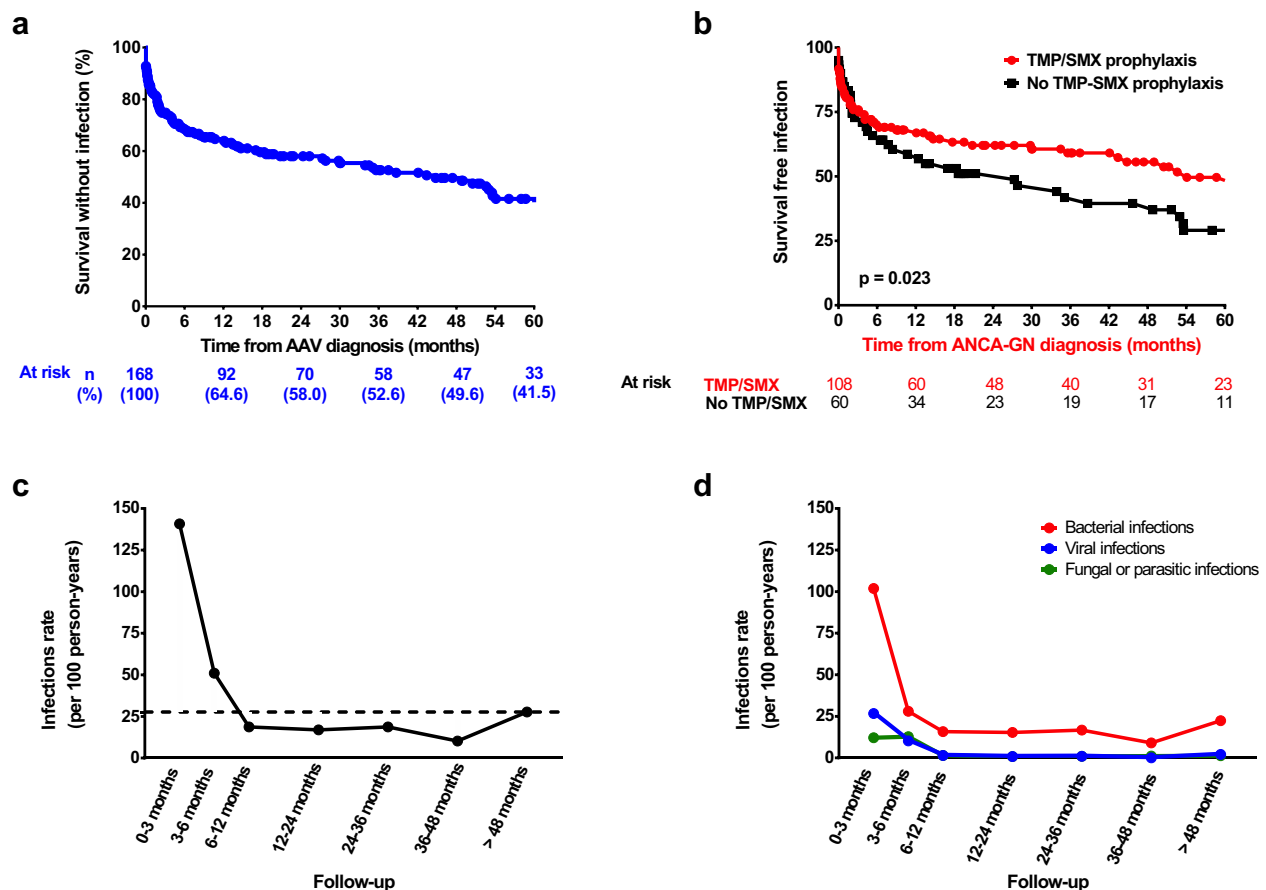 a
Survival without infection (%)
100
80
60
40
20
0
0 6 12 18 24 30 36 42 48 54 60
Time from AAV diagnosis (months)
At risk n 168 92 70 58 47 33
(%) (100) (64.6) (58.0) (52.6) (49.6) (41.5)
b
Survival free infection
100
75
50
25
0
TMP/SMX prophylaxis
No TMP-SMX prophylaxis
p = 0.023
0 6 12 18 24 30 36 42 48 54 60
Time from ANCA-GN diagnosis (months)
At risk TMP/SMX 108 60 48 40 31 23
No TMP/SMX 60 34 23 19 17 11
c
Infections rate
(per 100 person-years)
150
125
100
75
50
25
0
0-3 months
3-6 months
6-12 months
12-24 months
24-36 months
36-48 months
> 48 months
Follow-up
d
Infections rate
(per 100 person-years)
150
125
100
75
50
25
0
Bacterial infections
Viral infections
Fungal or parasitic infections
0-3 months
3-6 months
6-12 months
12-24 months
24-36 months
36-48 months
> 48 months
Follow-up